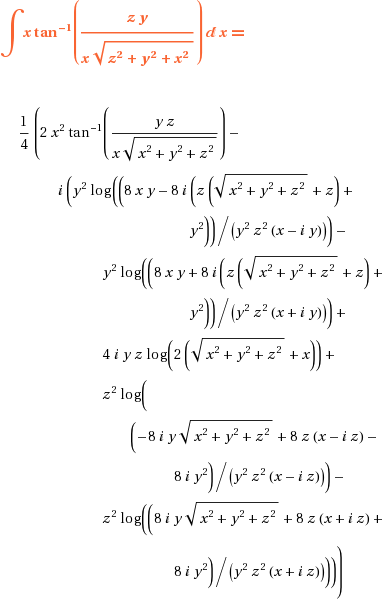 ∫ x tan⁻¹( z y / (x √(z² + y² + x²)) ) d x =
1/4 (2 x² tan⁻¹( y z / (x √(x² + y² + z²)) ) −
i (y² log((8 x y − 8 i (z (√(x² + y² + z²) + z) +
y²)) / (y² z² (x − i y))) −
y² log((8 x y + 8 i (z (√(x² + y² + z²) + z) +
y²)) / (y² z² (x + i y))) +
4 i y z log(2 (√(x² + y² + z²) + x)) +
z² log(
(−8 i y √(x² + y² + z²) + 8 z (x − i z) −
8 i y²) / (y² z² (x − i z))) −
z² log((8 i y √(x² + y² + z²) + 8 z (x + i z) +
8 i y²) / (y² z² (x + i z)))))